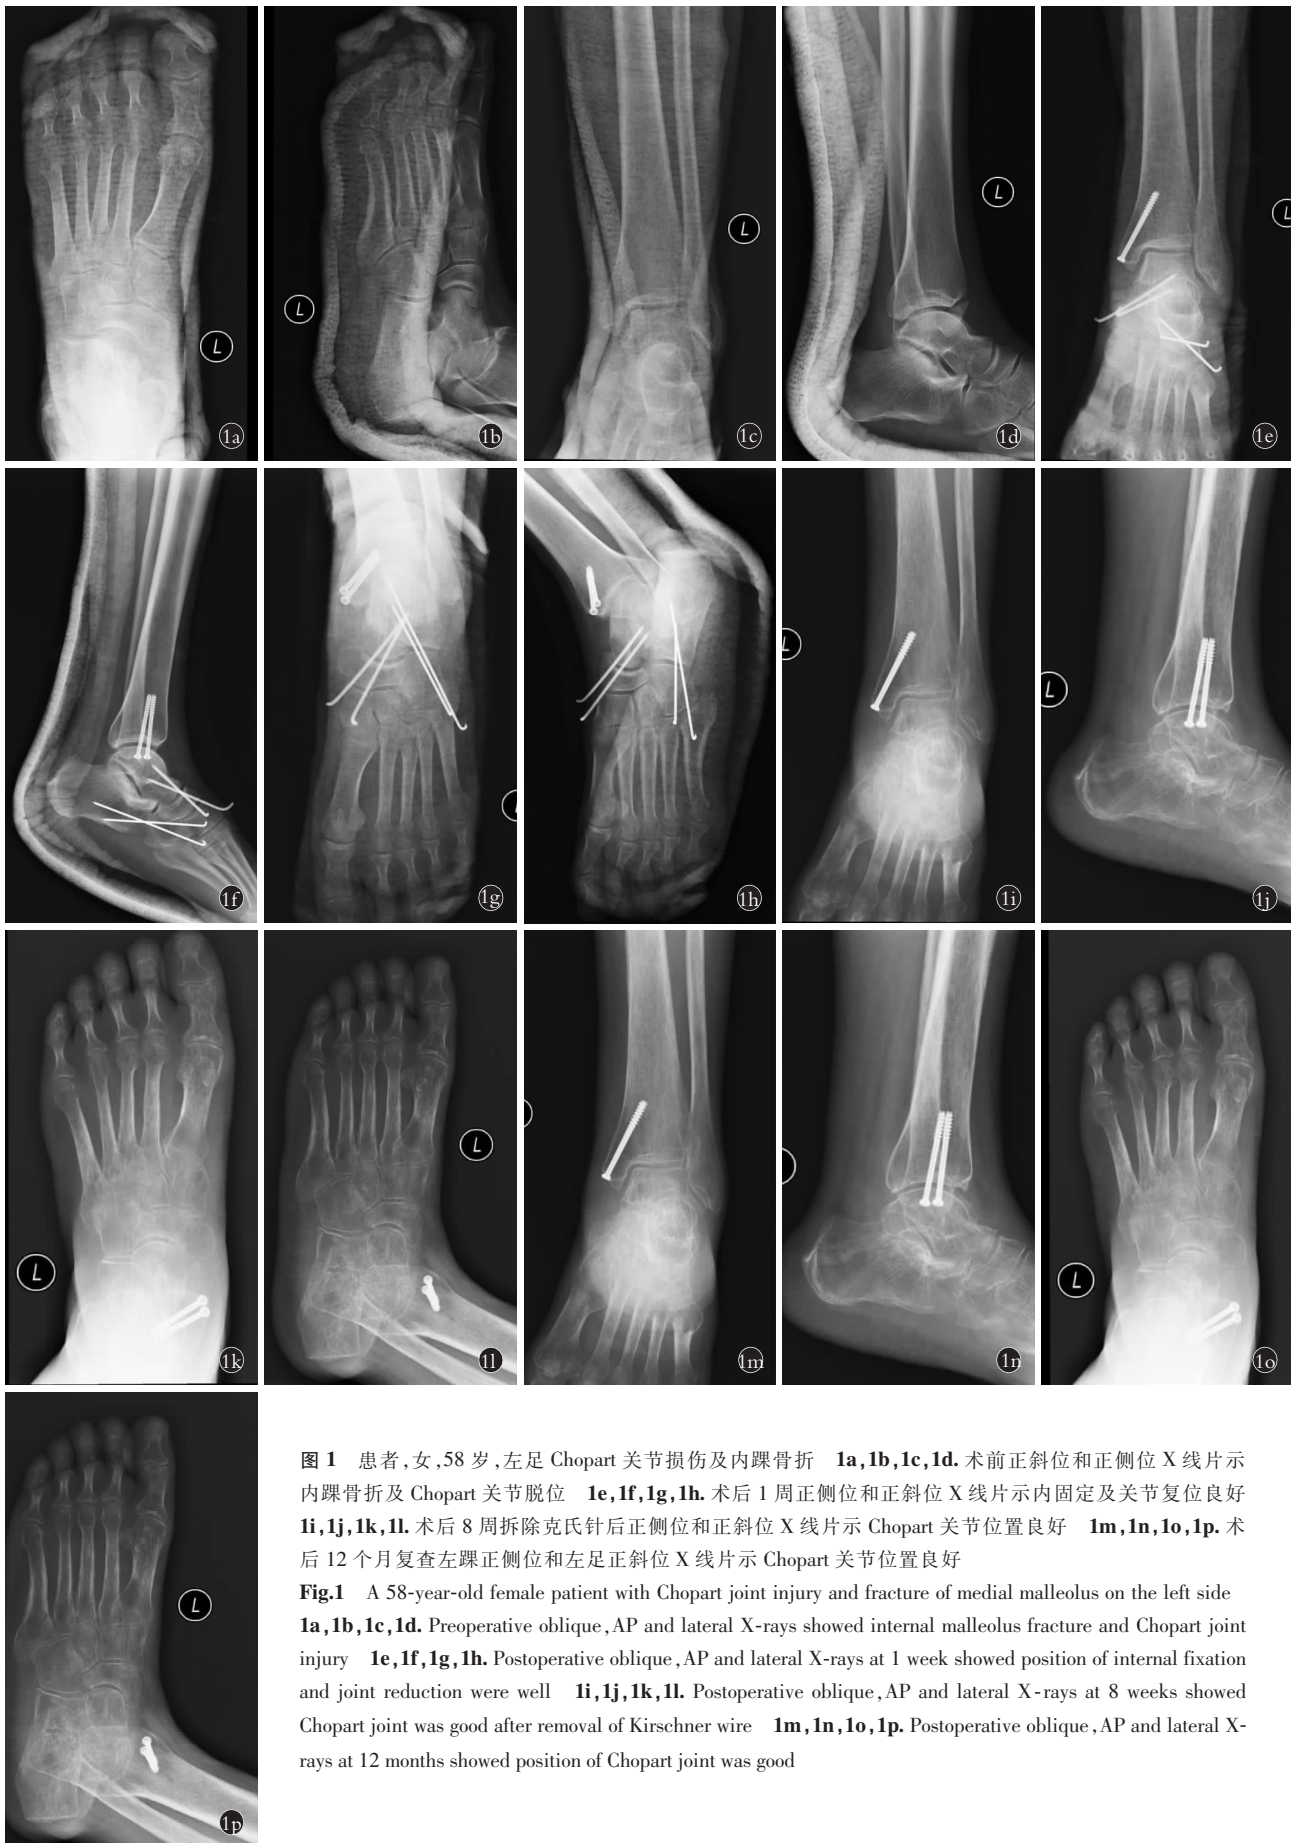 L
L
L
L
L
1a
1b
1c
1d
1e
L
L
L
1f
1g
1h
1i
1j
L
L
1k
1l
1m
1n
L
1o
L
1p
图 1 患者,女,58 岁,左足 Chopart 关节损伤及内踝骨折 1a,1b,1c,1d. 术前正斜位和正侧位 X 线片示
内踝骨折及 Chopart 关节脱位 1e,1f,1g,1h. 术后 1 周正侧位和正斜位 X 线片示内固定及关节复位良好
1i,1j,1k,1l. 术后 8 周拆除克氏针后正侧位和正斜位 X 线片示 Chopart 关节位置良好 1m,1n,1o,1p. 术
后 12 个月复查左踝正侧位和左足正斜位 X 线片示 Chopart 关节位置良好
Fig.1 A 58-year-old female patient with Chopart joint injury and fracture of medial malleolus on the left side
1a,1b,1c,1d. Preoperative oblique,AP and lateral X-rays showed internal malleolus fracture and Chopart joint
injury 1e,1f,1g,1h. Postoperative oblique,AP and lateral X-rays at 1 week showed position of internal fixation
and joint reduction were well 1i,1j,1k,1l. Postoperative oblique,AP and lateral X-rays at 8 weeks showed
Chopart joint was good after removal of Kirschner wire 1m,1n,1o,1p. Postoperative oblique,AP and lateral X-
rays at 12 months showed position of Chopart joint was good